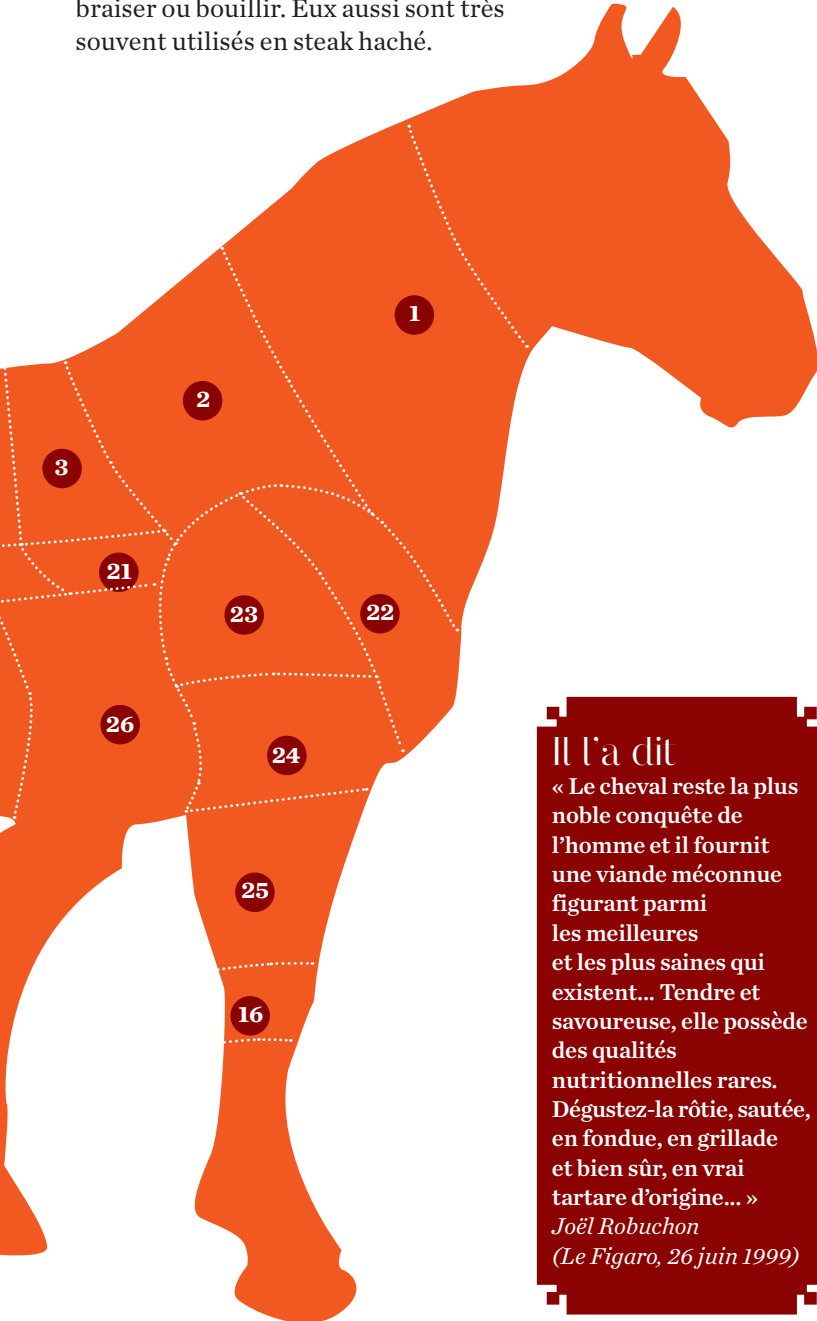 braiser ou bouillir. Eux aussi sont très
souvent utilisés en steak haché.
1
2
3
21
23
22
26
24
25
16
Il l’a dit
« Le cheval reste la plus
noble conquête de
l’homme et il fournit
une viande méconnue
figurant parmi
les meilleures
et les plus saines qui
existent... Tendre et
savoureuse, elle possède
des qualités
nutritionnelles rares.
Dégustez-la rôtie, sautée,
en fondue, en grillade
et bien sûr, en vrai
tartare d’origine... »
Joël Robuchon
(Le Figaro, 26 juin 1999)